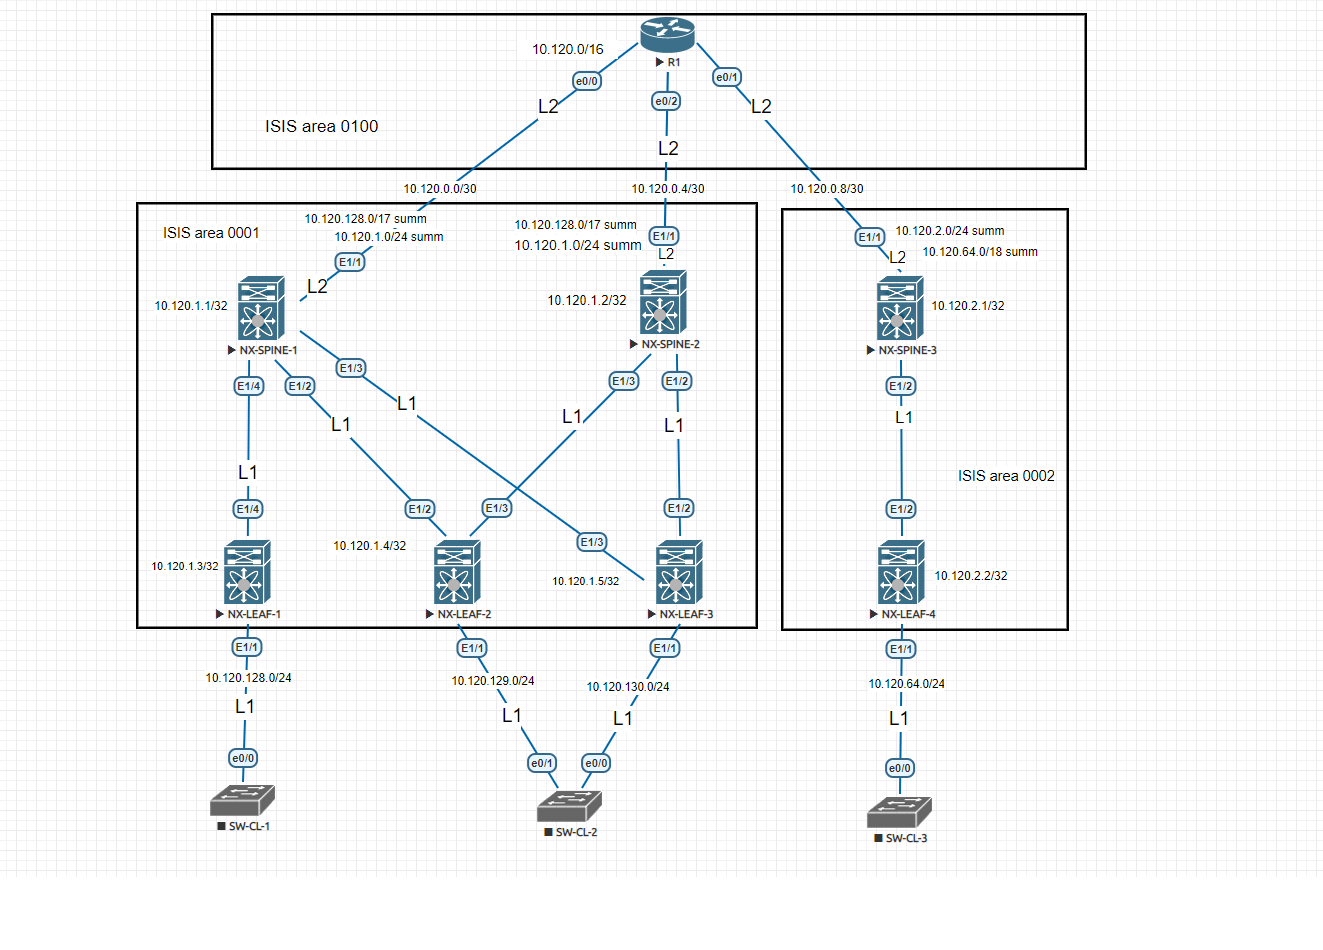 10.120.0/16
R1
e0/0
e0/1
e0/2
L2
L2
ISIS area 0100
L2
10.120.0.0/30
10.120.0.4/30
10.120.0.8/30
ISIS area 0001
10.120.128.0/17 summ
10.120.1.0/24 summ
E1/1
L2
10.120.128.0/17 summ
10.120.1.0/24 summ
E1/1
L2
E1/1
10.120.2.0/24 summ
10.120.64.0/18 summ
L2
10.120.1.1/32
NX-SPINE-1
10.120.1.2/32
NX-SPINE-2
10.120.2.1/32
NX-SPINE-3
E1/4
E1/2
E1/3
E1/3
E1/2
E1/2
L1
L1
L1
L1
L1
L1
ISIS area 0002
E1/4
E1/2
E1/3
E1/3
E1/2
E1/2
10.120.1.3/32
NX-LEAF-1
10.120.1.4/32
NX-LEAF-2
10.120.1.5/32
NX-LEAF-3
10.120.2.2/32
NX-LEAF-4
E1/1
E1/1
E1/1
E1/1
10.120.128.0/24
10.120.129.0/24
10.120.130.0/24
10.120.64.0/24
L1
L1
L1
L1
e0/0
e0/1
e0/0
e0/0
SW-CL-1
SW-CL-2
SW-CL-3